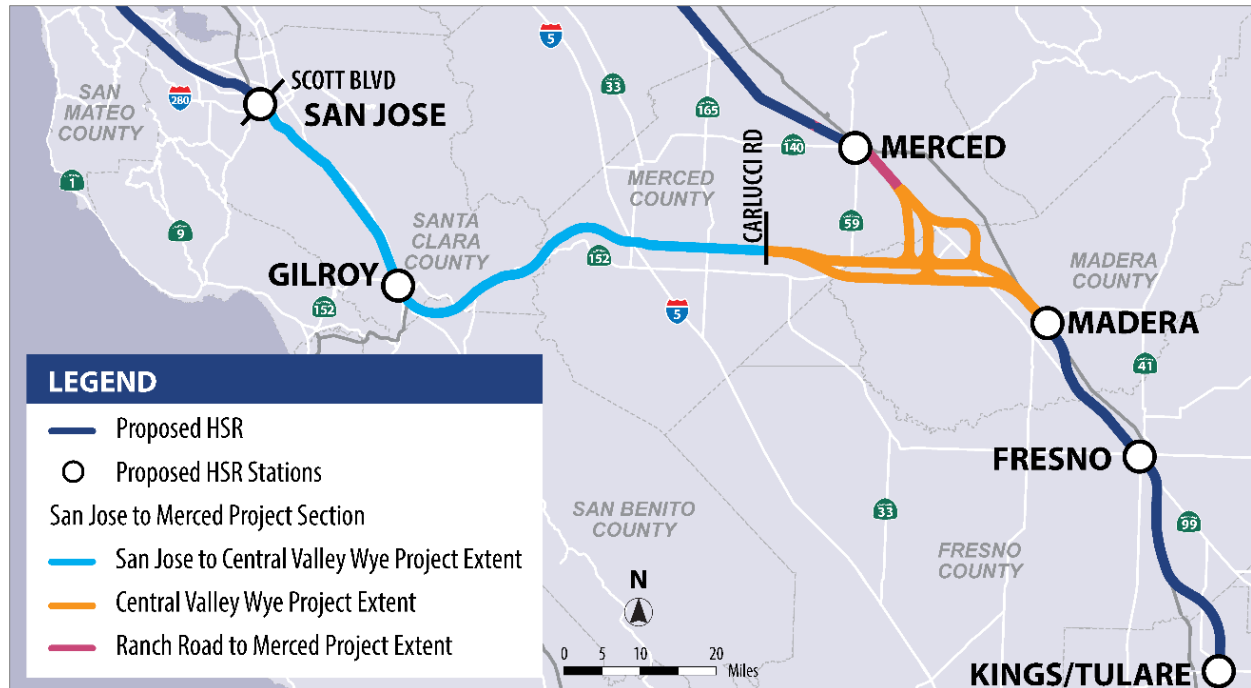 SCOTT BLVD
SAN JOSE
SAN
MATEO
COUNTY
280
5
33
165
140
MERCED
CARLUCCI RD
MERCED
COUNTY
59
1
9
SANTA
CLARA
COUNTY
152
GILROY
152
5
MADERA
COUNTY
MADERA
41
LEGEND
Proposed HSR
Proposed HSR Stations
San Jose to Merced Project Section
San Jose to Central Valley Wye Project Extent
Central Valley Wye Project Extent
Ranch Road to Merced Project Extent
FRESNO
SAN BENITO
COUNTY
33
99
FRESNO
COUNTY
N
0 5 10 20
Miles
KINGS/TULARE